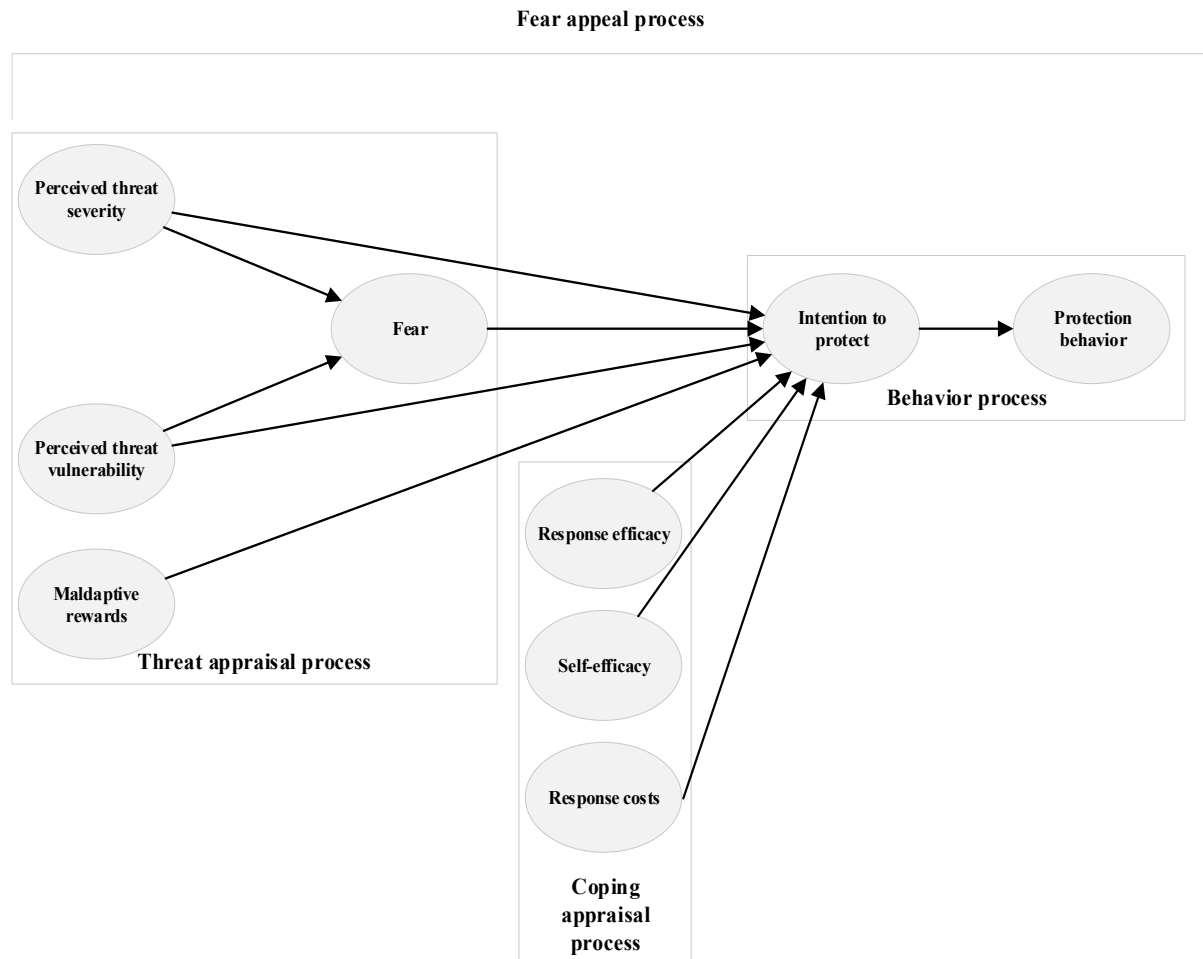 Fear appeal process
Perceived threat
severity
Fear
Intention to
protect
Protection
behavior
Behavior process
Perceived threat
vulnerability
Response efficacy
Maldaptive
rewards
Threat appraisal process
Self-efficacy
Response costs
Coping
appraisal
process